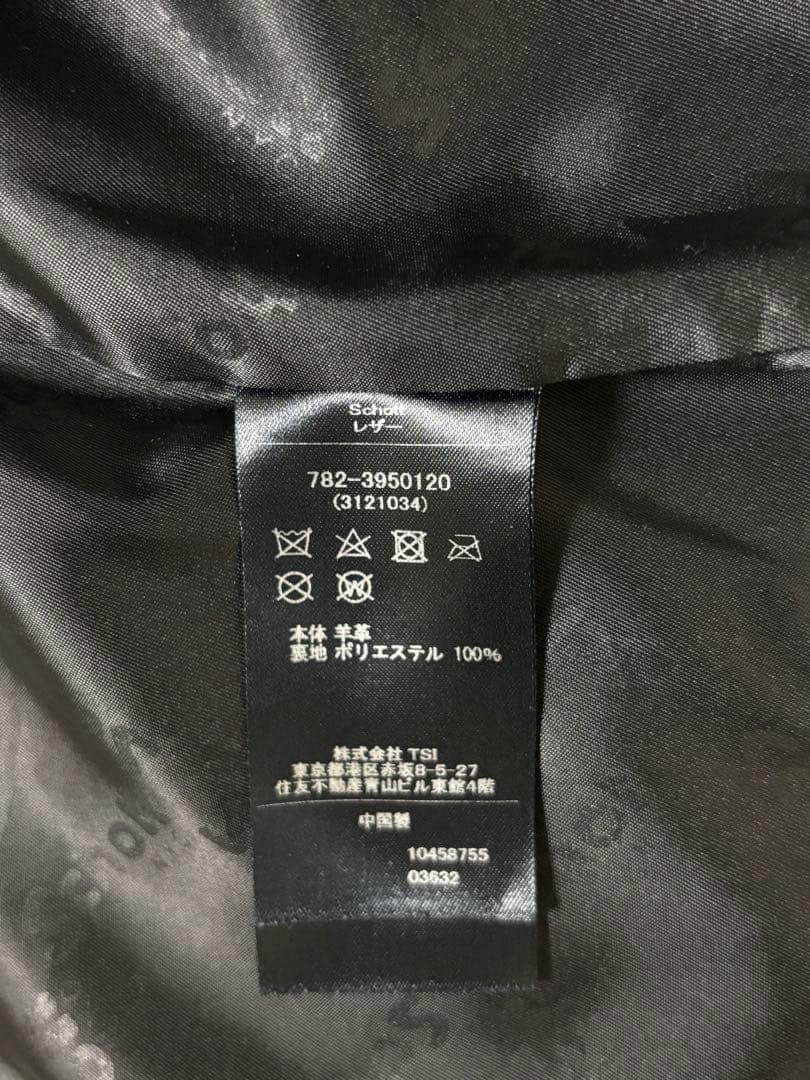 Schott
レザー
782-3950120
(3121034)
W
本体 羊革
裏地 ポリエステル 100%
株式会社 TSI
東京都港区赤坂8-5-27
住友不動産青山ビル東館4階
中国製
10458755
03632
Schott